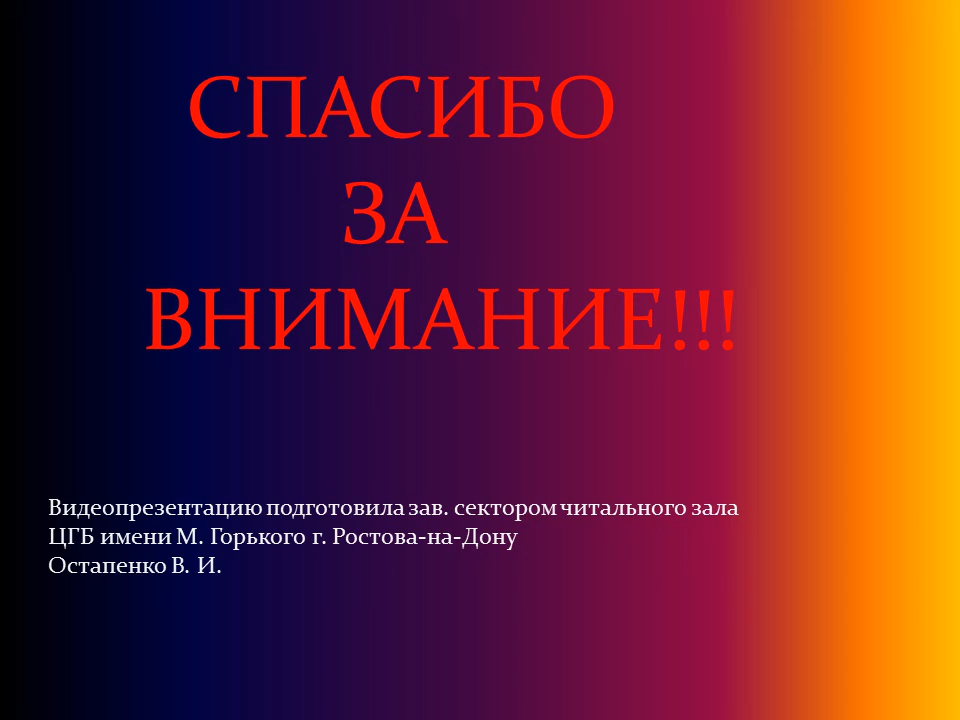 СПАСИБО
ЗА
ВНИМАНИЕ!!!
Видеопрезентацию подготовила зав. сектором читального зала
ЦГБ имени М. Горького г. Ростова-на-Дону
Остапенко В. И.